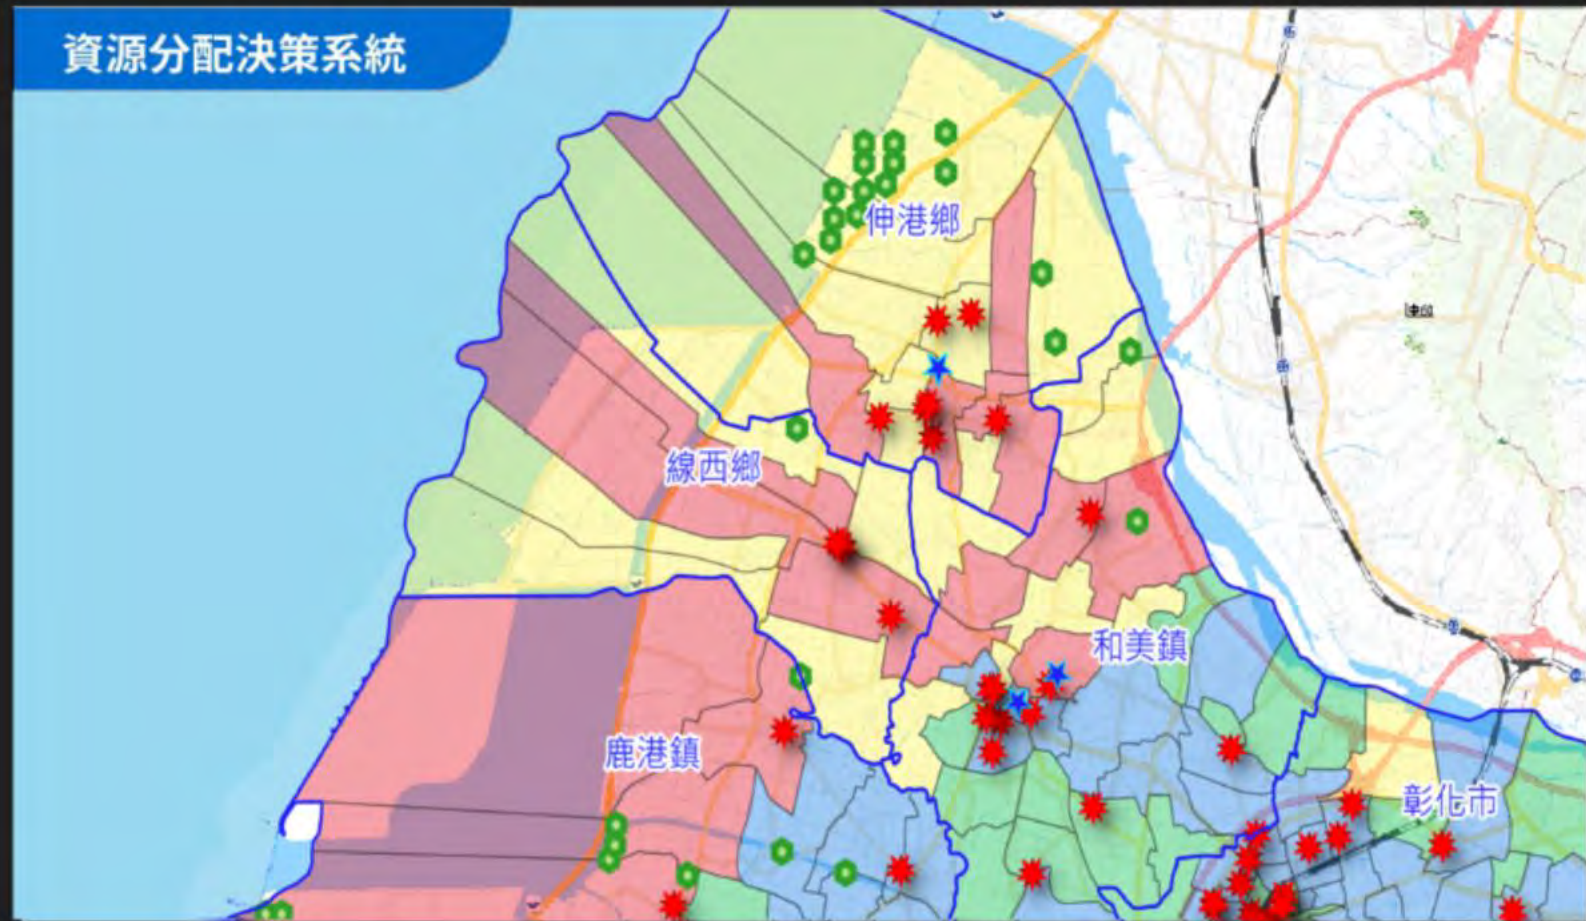 資源分配決策系統
伸港鄉
線西鄉
和美鎮
鹿港鎮
彰化市